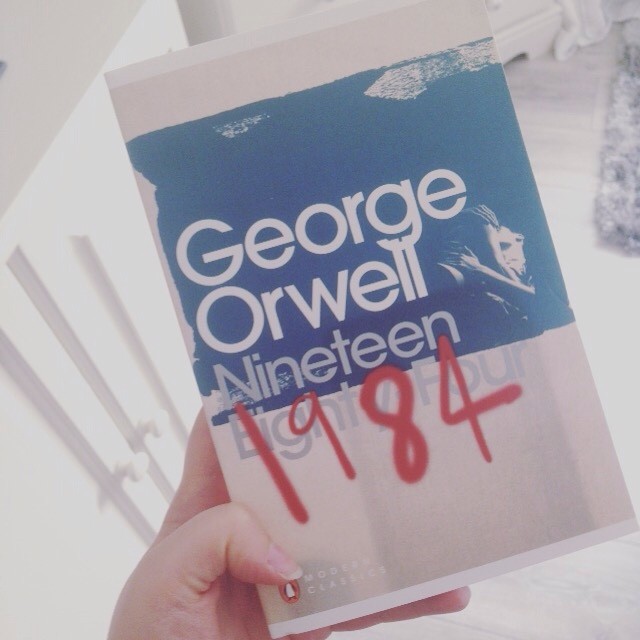 George
Orwell
Nineteen
Eighty-Four
1984
MODERN
CLASSICS